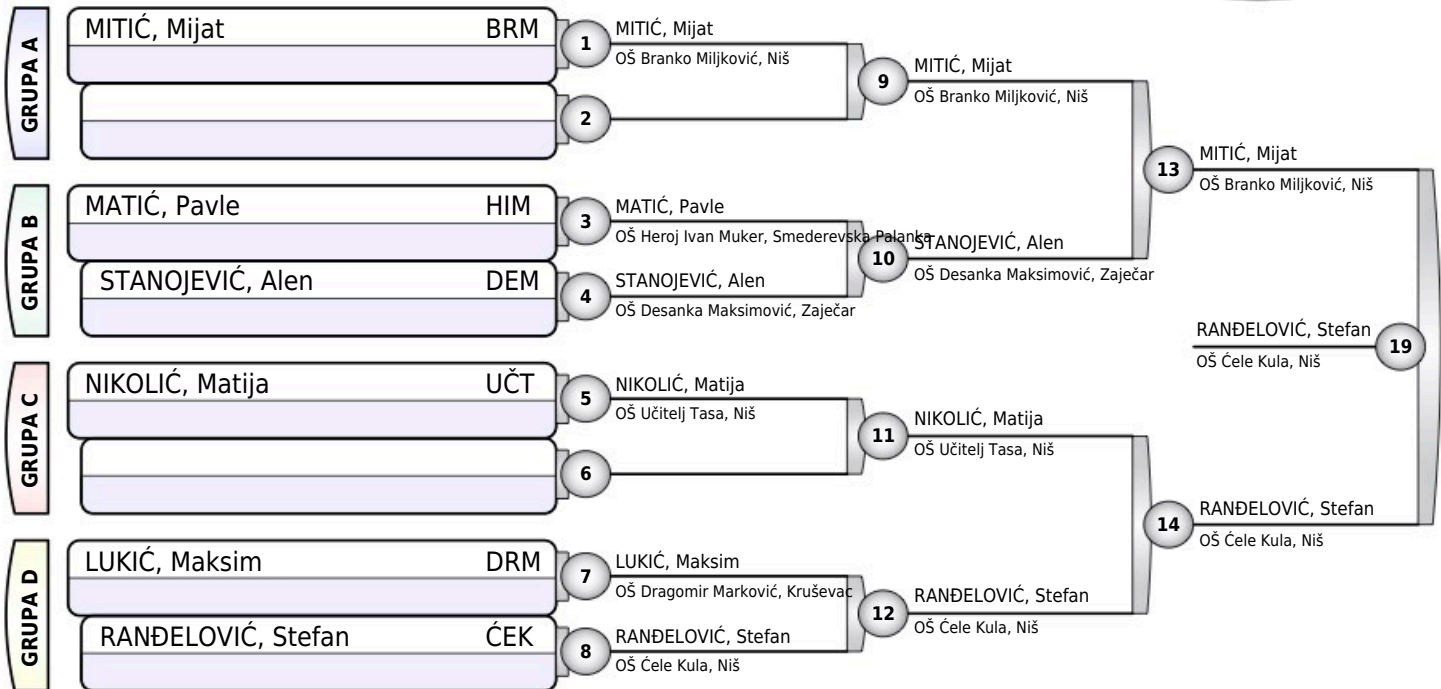 GRUPA A
MITIĆ, Mijat BRM
1
2
GRUPA B
MATIĆ, Pavle HIM
3
STANOJEVIĆ, Alen DEM
4
GRUPA C
NIKOLIĆ, Matija UČT
5
6
GRUPA D
LUKIĆ, Maksim DRM
7
RANĐELOVIĆ, Stefan ĆEK
8
MITIĆ, Mijat
OŠ Branko Miljković, Niš
MATIĆ, Pavle
OŠ Heroj Ivan Muker, Smederevska Palanka
STANOJEVIĆ, Alen
OŠ Desanka Maksimović, Zaječar
NIKOLIĆ, Matija
OŠ Učitelj Tasa, Niš
LUKIĆ, Maksim
OŠ Dragomir Marković, Kruševac
RANĐELOVIĆ, Stefan
OŠ Ćele Kula, Niš
9
MITIĆ, Mijat
OŠ Branko Miljković, Niš
10
STANOJEVIĆ, Alen
OŠ Desanka Maksimović, Zaječar
11
NIKOLIĆ, Matija
OŠ Učitelj Tasa, Niš
12
RANĐELOVIĆ, Stefan
OŠ Ćele Kula, Niš
13
MITIĆ, Mijat
OŠ Branko Miljković, Niš
14
RANĐELOVIĆ, Stefan
OŠ Ćele Kula, Niš
RANĐELOVIĆ, Stefan
OŠ Ćele Kula, Niš
19